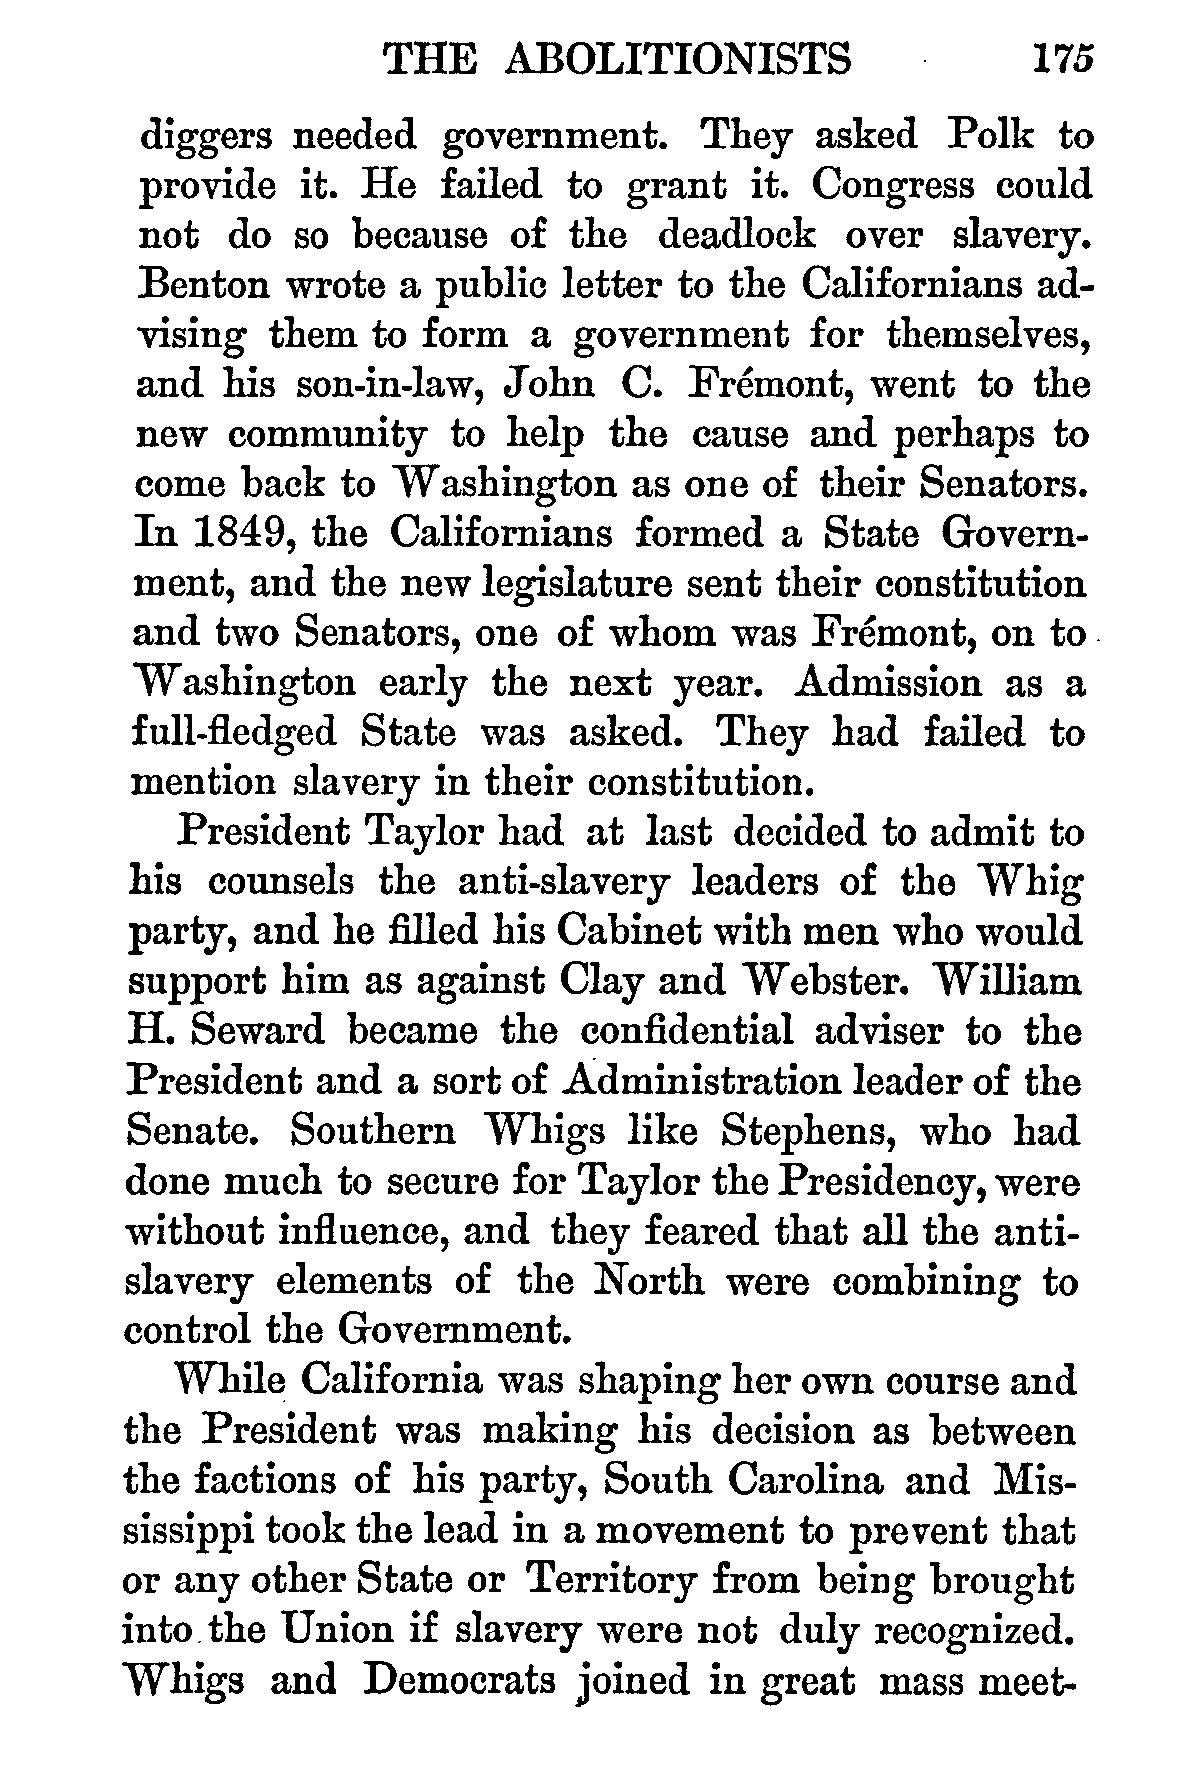 THE ABOLITIONISTS 175
diggers needed government. They asked Polk to
provide it. He failed to grant it. Congress could
not do so because of the deadlock over slavery.
Benton wrote a public letter to the Californians ad-
vising them to form a government for themselves,
and his son-in-law, John C. Frémont, went to the
new community to help the cause and perhaps to
come back to Washington as one of their Senators.
In 1849, the Californians formed a State Govern-
ment, and the new legislature sent their constitution
and two Senators, one of whom was Frémont, on to
Washington early the next year. Admission as a
full-fledged State was asked. They had failed to
mention slavery in their constitution.
President Taylor had at last decided to admit to
his counsels the anti-slavery leaders of the Whig
party, and he filled his Cabinet with men who would
support him as against Clay and Webster. William
H. Seward became the confidential adviser to the
President and a sort of Administration leader of the
Senate. Southern Whigs like Stephens, who had
done much to secure for Taylor the Presidency, were
without influence, and they feared that all the anti-
slavery elements of the North were combining to
control the Government.
While California was shaping her own course and
the President was making his decision as between
the factions of his party, South Carolina and Mis-
sissippi took the lead in a movement to prevent that
or any other State or Territory from being brought
into the Union if slavery were not duly recognized.
Whigs and Democrats joined in great mass meet-